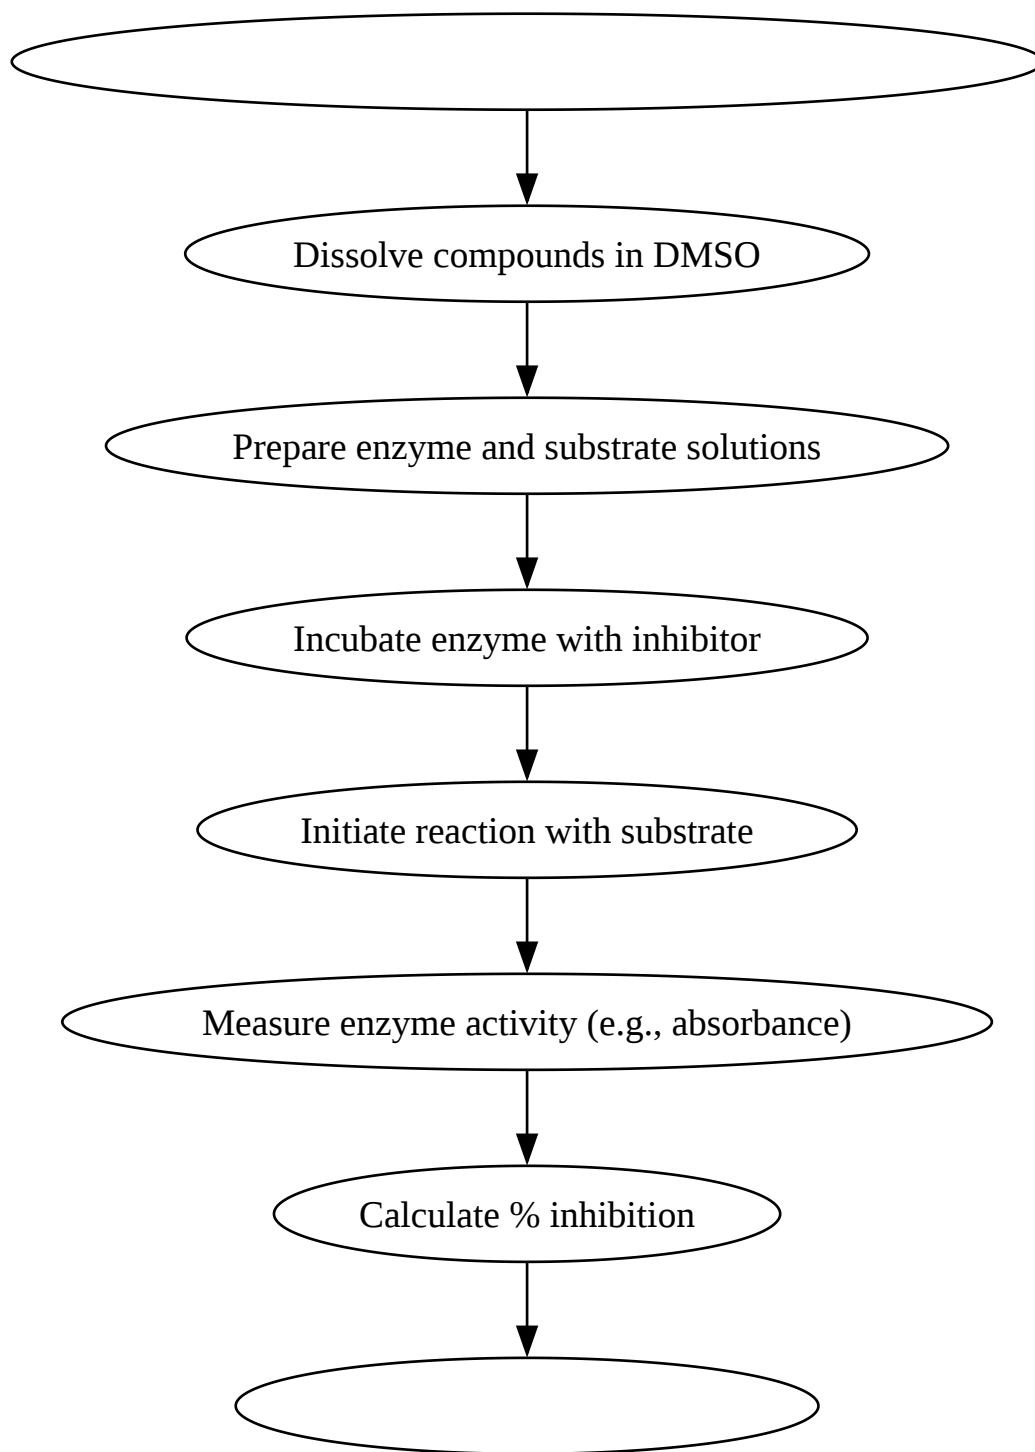 Dissolve compounds in DMSO
Prepare enzyme and substrate solutions
Incubate enzyme with inhibitor
Initiate reaction with substrate
Measure enzyme activity (e.g., absorbance)
Calculate % inhibition